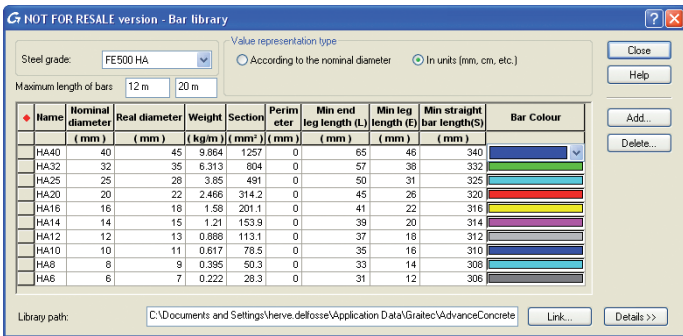 G NOT FOR RESALE version - Bar library
Steel grade: FE500 HA
Value representation type
According to the nominal diameter In units (mm, cm, etc.)
Maximum length of bars 12 m 20 m
Close
Help
Add...
Delete...
Name Nominal diameter Real diameter Weight Section Perim eter Min end leg length (L) Min leg length (E) Min straight bar length(S) Bar Colour
( mm ) ( mm ) ( kg/m ) ( mm² ) ( mm ) ( mm ) ( mm ) ( mm )
HA40 40 45 9.864 1257 0 65 46 340
HA32 32 35 6.313 804 0 57 38 332
HA25 25 28 3.85 491 0 50 31 325
HA20 20 22 2.466 314.2 0 45 26 320
HA16 16 18 1.58 201.1 0 41 22 316
HA14 14 15 1.21 153.9 0 39 20 314
HA12 12 13 0.888 113.1 0 37 18 312
HA10 10 11 0.617 78.5 0 35 16 310
HA8 8 9 0.395 50.3 0 33 14 308
HA6 6 7 0.222 28.3 0 31 12 306
Library path: C:\Documents and Settings\herve.delfosse\Application Data\Graitec\AdvanceConcrete Link... Details >>